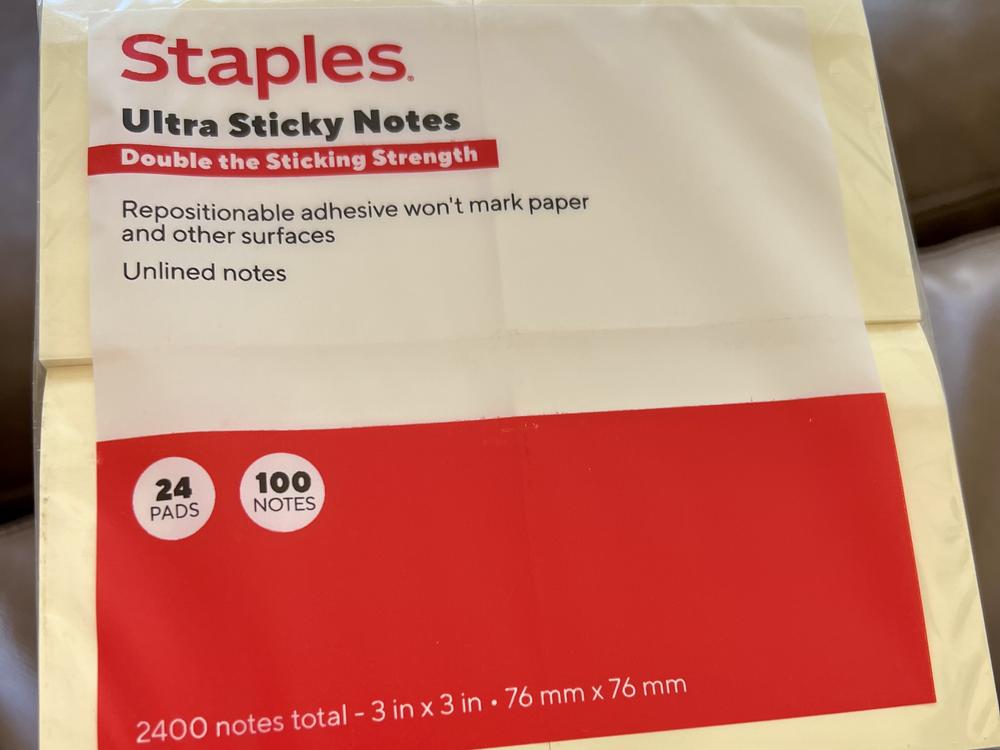 Staples®
Ultra Sticky Notes
Double the Sticking Strength
Repositionable adhesive won't mark paper
and other surfaces
Unlined notes
24
PADS
100
NOTES
2400 notes total - 3 in x 3 in • 76 mm x 76 mm